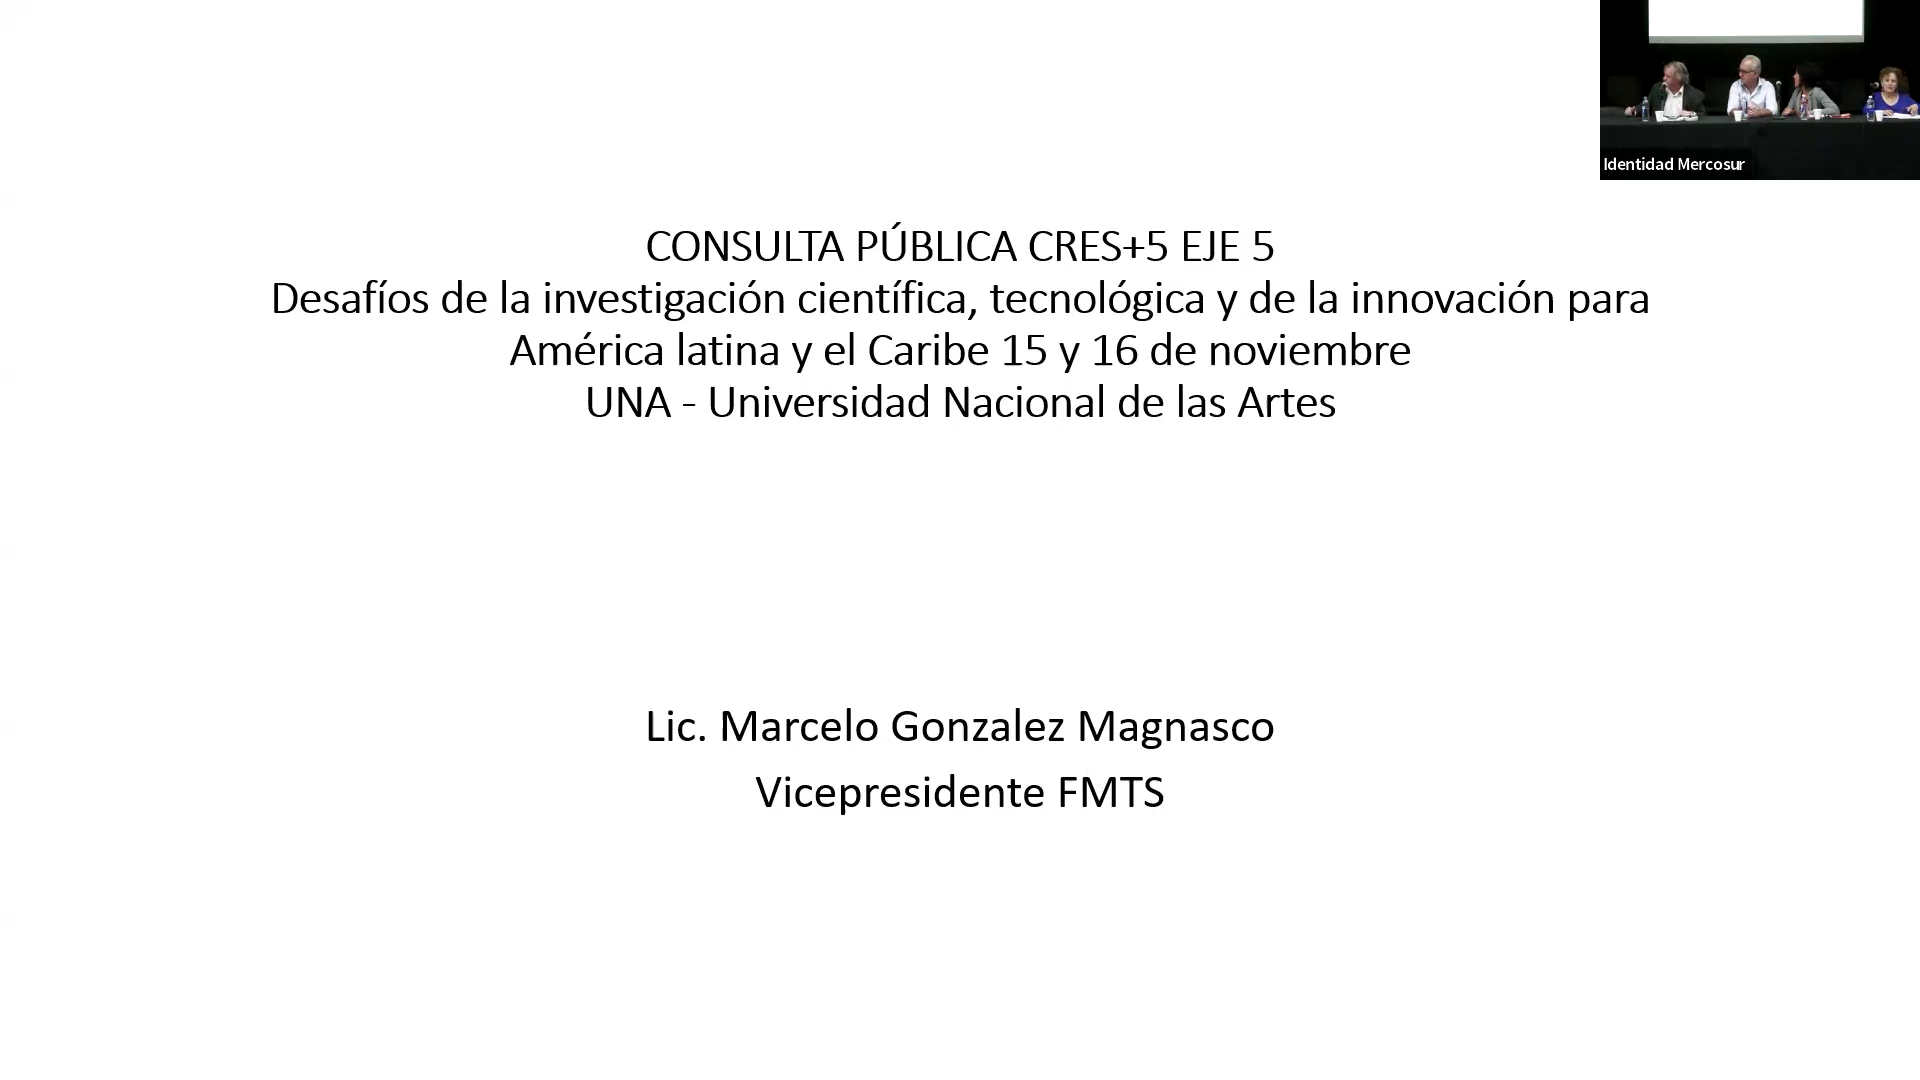 Identidad Mercosur
CONSULTA PÚBLICA CRES+5 EJE 5
Desafíos de la investigación científica, tecnológica y de la innovación para
América latina y el Caribe 15 y 16 de noviembre
UNA - Universidad Nacional de las Artes
Lic. Marcelo Gonzalez Magnasco
Vicepresidente FMTS